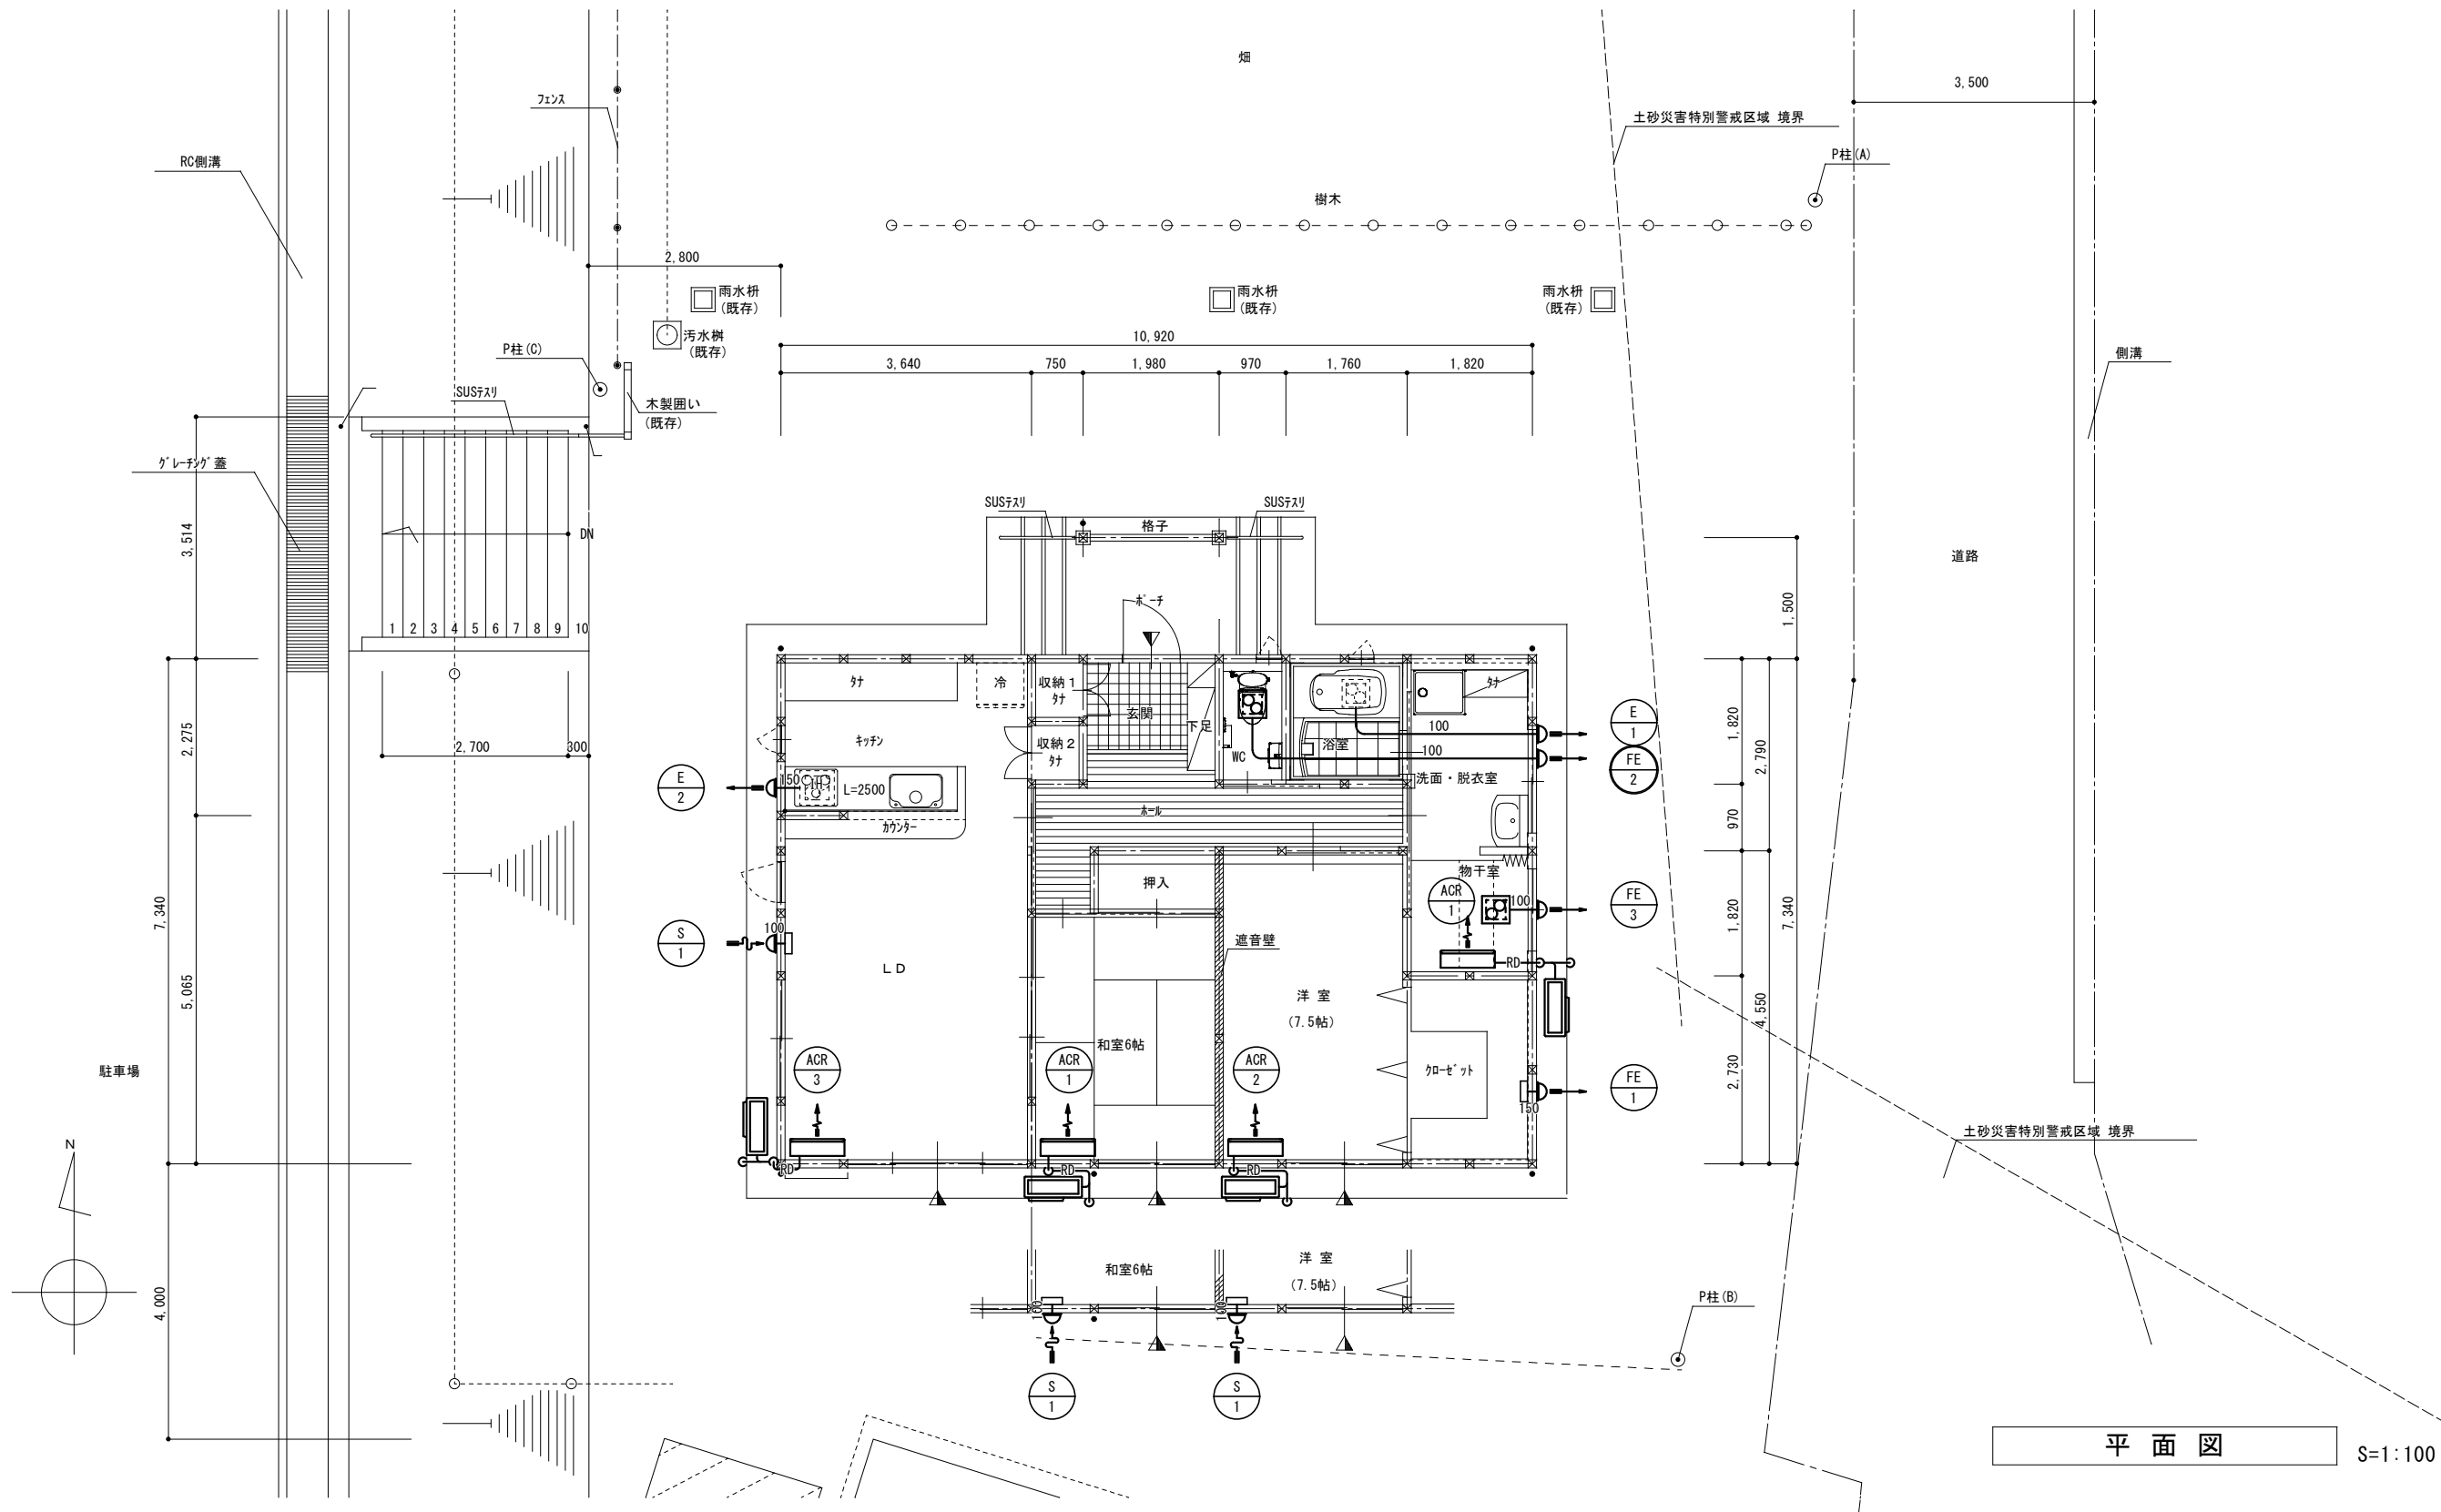 畑
3,500
フェンス
土砂災害特別警戒区域 境界
RC側溝
P柱(A)
樹木
2,800
雨水枡
(既存)
雨水枡
(既存)
雨水枡
(既存)
汚水桝
(既存)
10,920
P柱(C)
側溝
3,640
750
1,980
970
1,760
1,820
SUSテスリ
木製囲い
(既存)
グレーチング蓋
SUSテスリ
SUSテスリ
格子
3,514
DN
道路
1,500
ポーチ
1
2
3
4
5
6
7
8
9
10
タナ
冷
収納1
タナ
タナ
玄関
下足
E
1
1,820
2,275
2,700
300
キッチン
収納2
タナ
WC
浴室
100
100
2,790
FE
2
洗面・脱衣室
E
2
150
IH
L=2500
カウンター
ホール
970
物干室
押入
ACR
1
100
FE
3
7,340
1,820
7,340
S
1
100
遮音壁
LD
RD
5,065
洋 室
(7.5帖)
4,550
和室6帖
駐車場
ACR
3
ACR
1
ACR
2
クローゼット
2,730
FE
1
150
N
土砂災害特別警戒区域 境界
RD
RD
RD
和室6帖
洋 室
(7.5帖)
4,000
100
100
P柱(B)
S
1
S
1
平 面 図
S=1:100